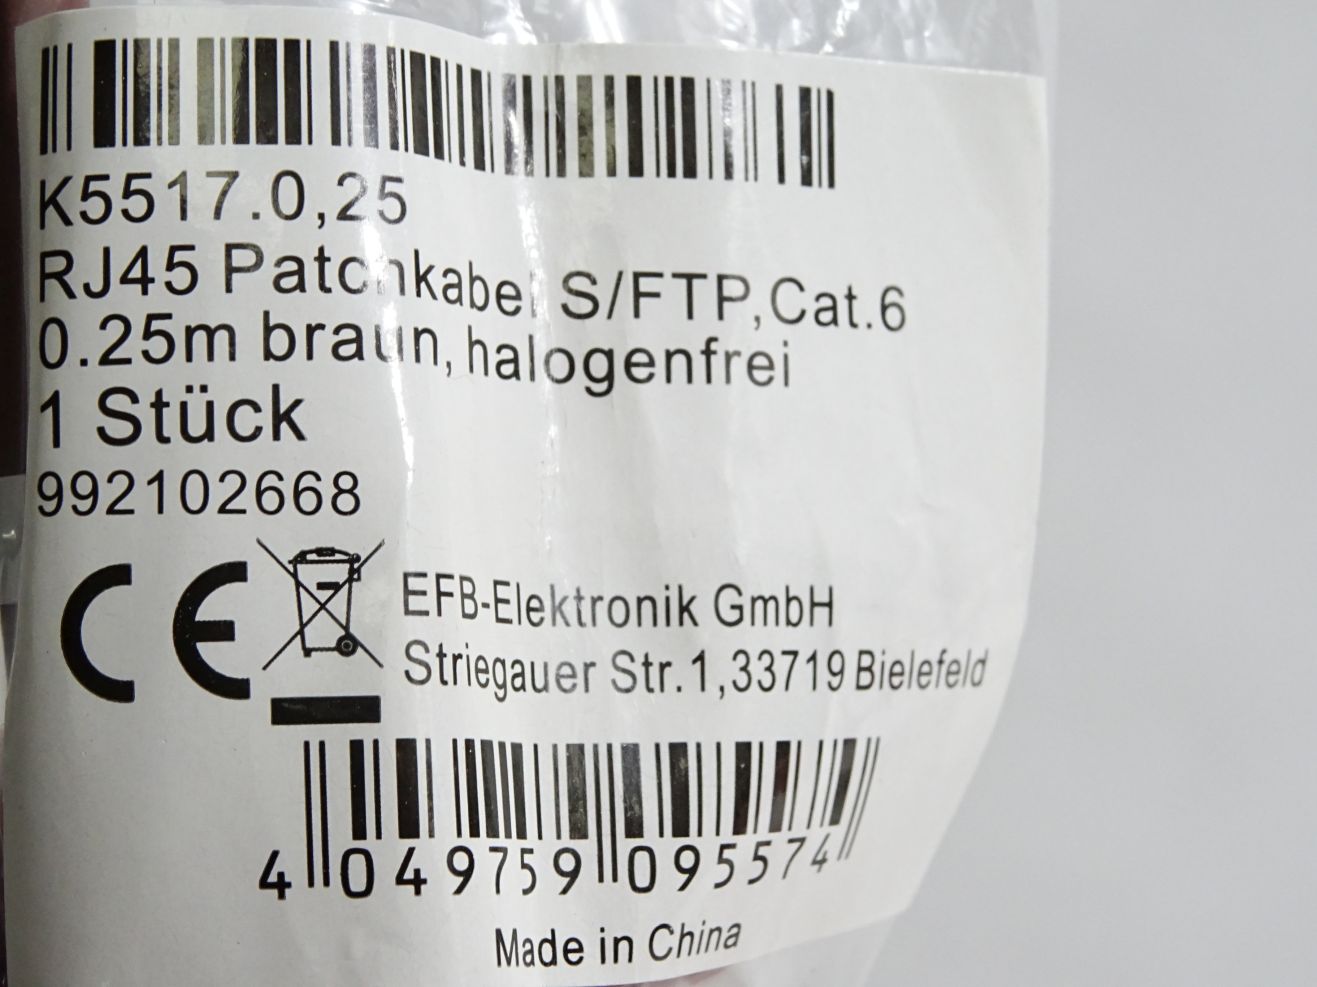 K5517.0,25
RJ45 Patchkabel S/FTP,Cat.6
0.25m braun,halogenfrei
1 Stück
992102668
CE
EFB-Elektronik GmbH
Striegauer Str.1,33719 Bielefeld
4 049759 095574
Made in China